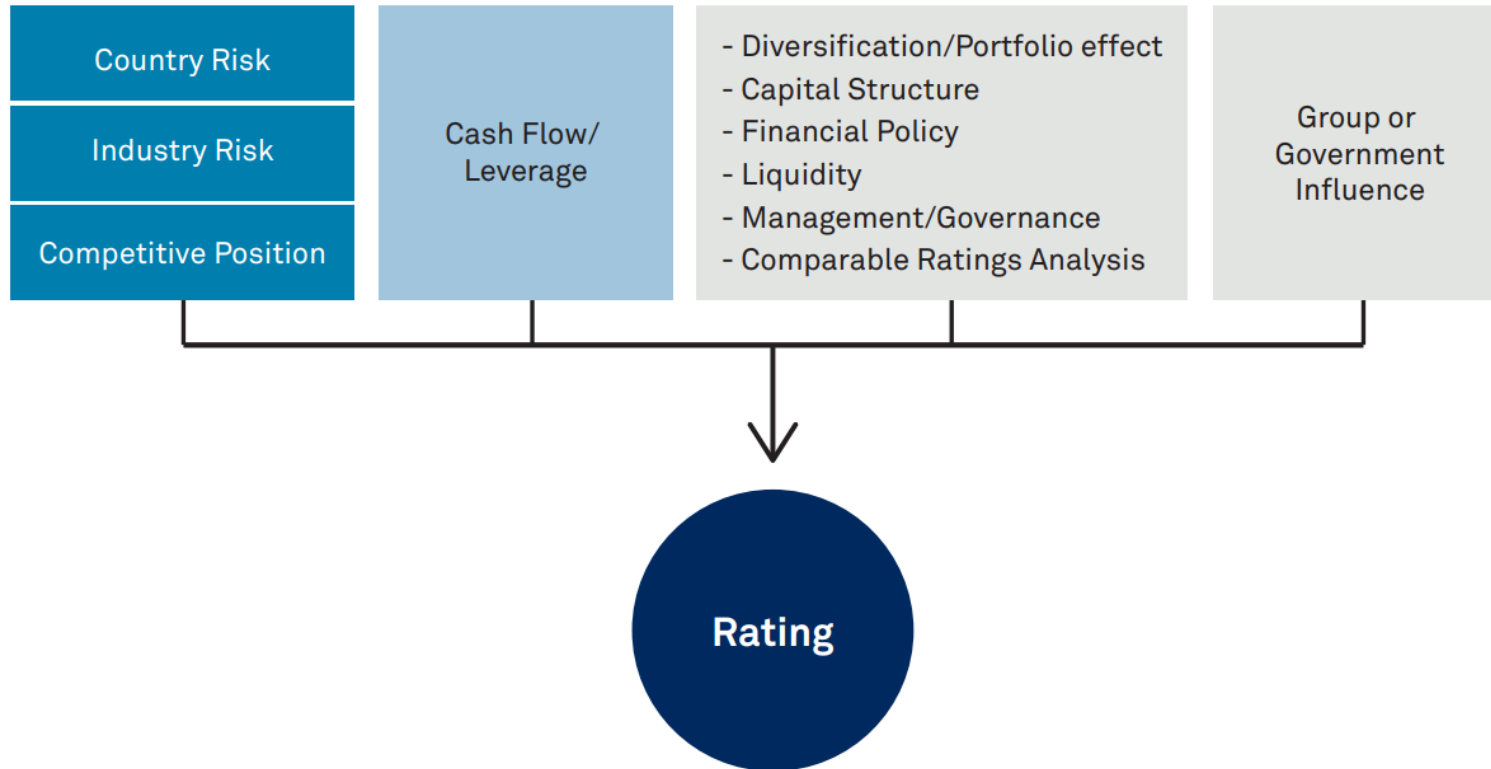 Country Risk
Industry Risk
Competitive Position
Cash Flow/
Leverage
- Diversification/Portfolio effect
- Capital Structure
- Financial Policy
- Liquidity
- Management/Governance
- Comparable Ratings Analysis
Group or
Government
Influence
Rating